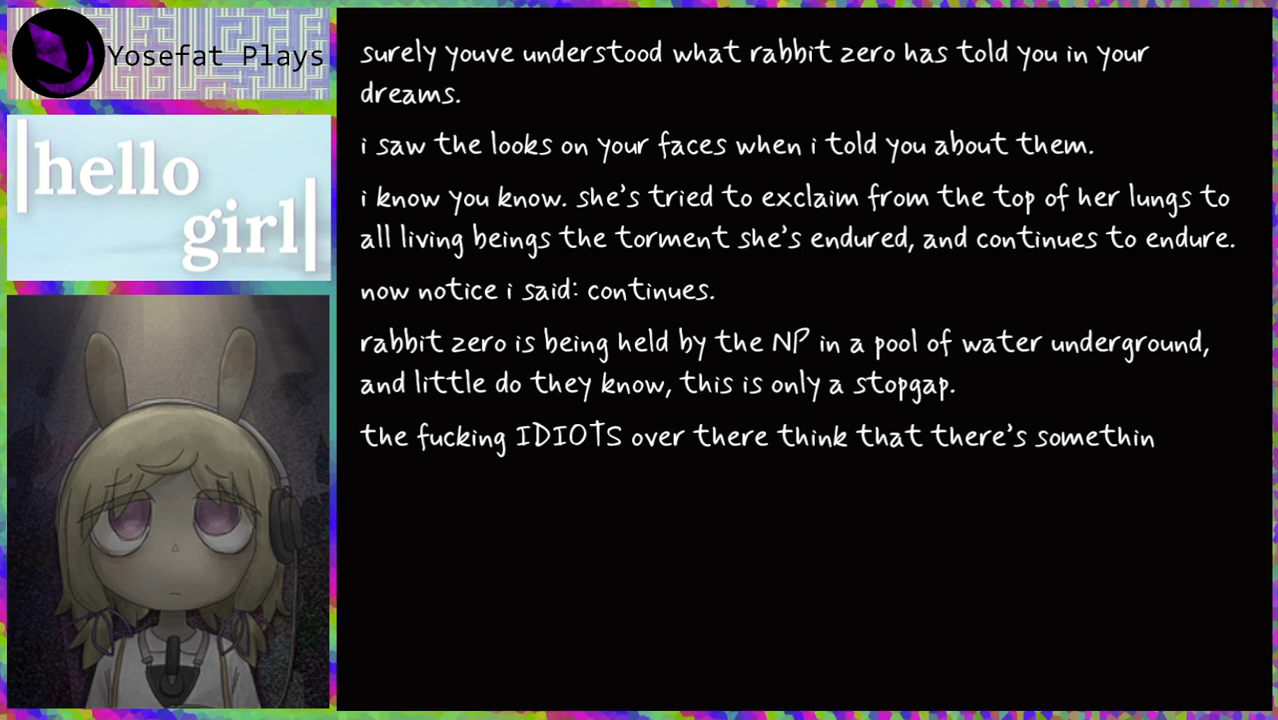 Yosefat Plays
|hello
girl|
surely youve understood what rabbit zero has told you in your
dreams.
i saw the looks on your faces when i told you about them.
i know you know. she's tried to exclaim from the top of her lungs to
all living beings the torment she's endured, and continues to endure.
now notice i said: continues.
rabbit zero is being held by the NP in a pool of water underground,
and little do they know, this is only a stopgap.
the fucking IDIOTS over there think that there's somethin